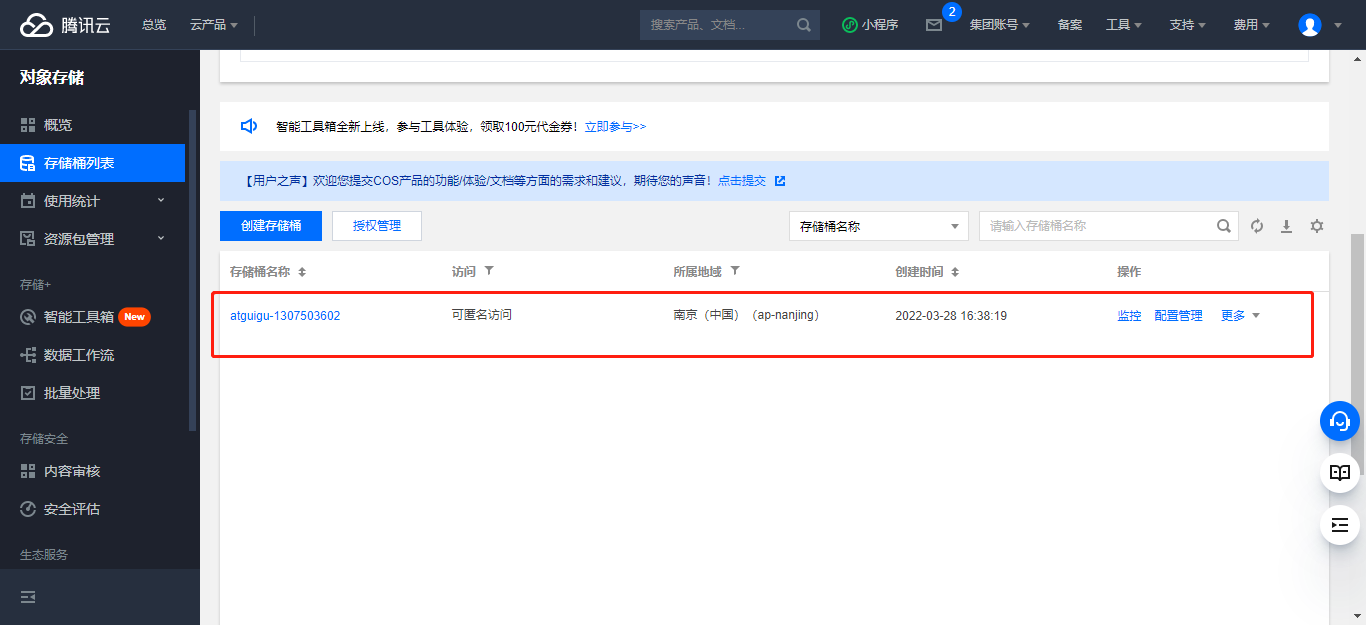 腾讯云 总览 云产品 搜索产品、文档... 小程序 2 集团账号 备案 工具 支持 费用
对象存储
概览
存储桶列表
使用统计
资源包管理
存储+
智能工具箱 New
数据工作流
批量处理
存储安全
内容审核
安全评估
生态服务
智能工具箱全新上线，参与工具体验，领取100元代金券！立即参与>>
【用户之声】欢迎您提交COS产品的功能/体验/文档等方面的需求和建议，期待您的声音！点击提交
创建存储桶 授权管理 存储桶名称 请输入存储桶名称
存储桶名称 访问 所属地域 创建时间 操作
atguigu-1307503602 可匿名访问 南京（中国）（ap-nanjing） 2022-03-28 16:38:19 监控 配置管理 更多